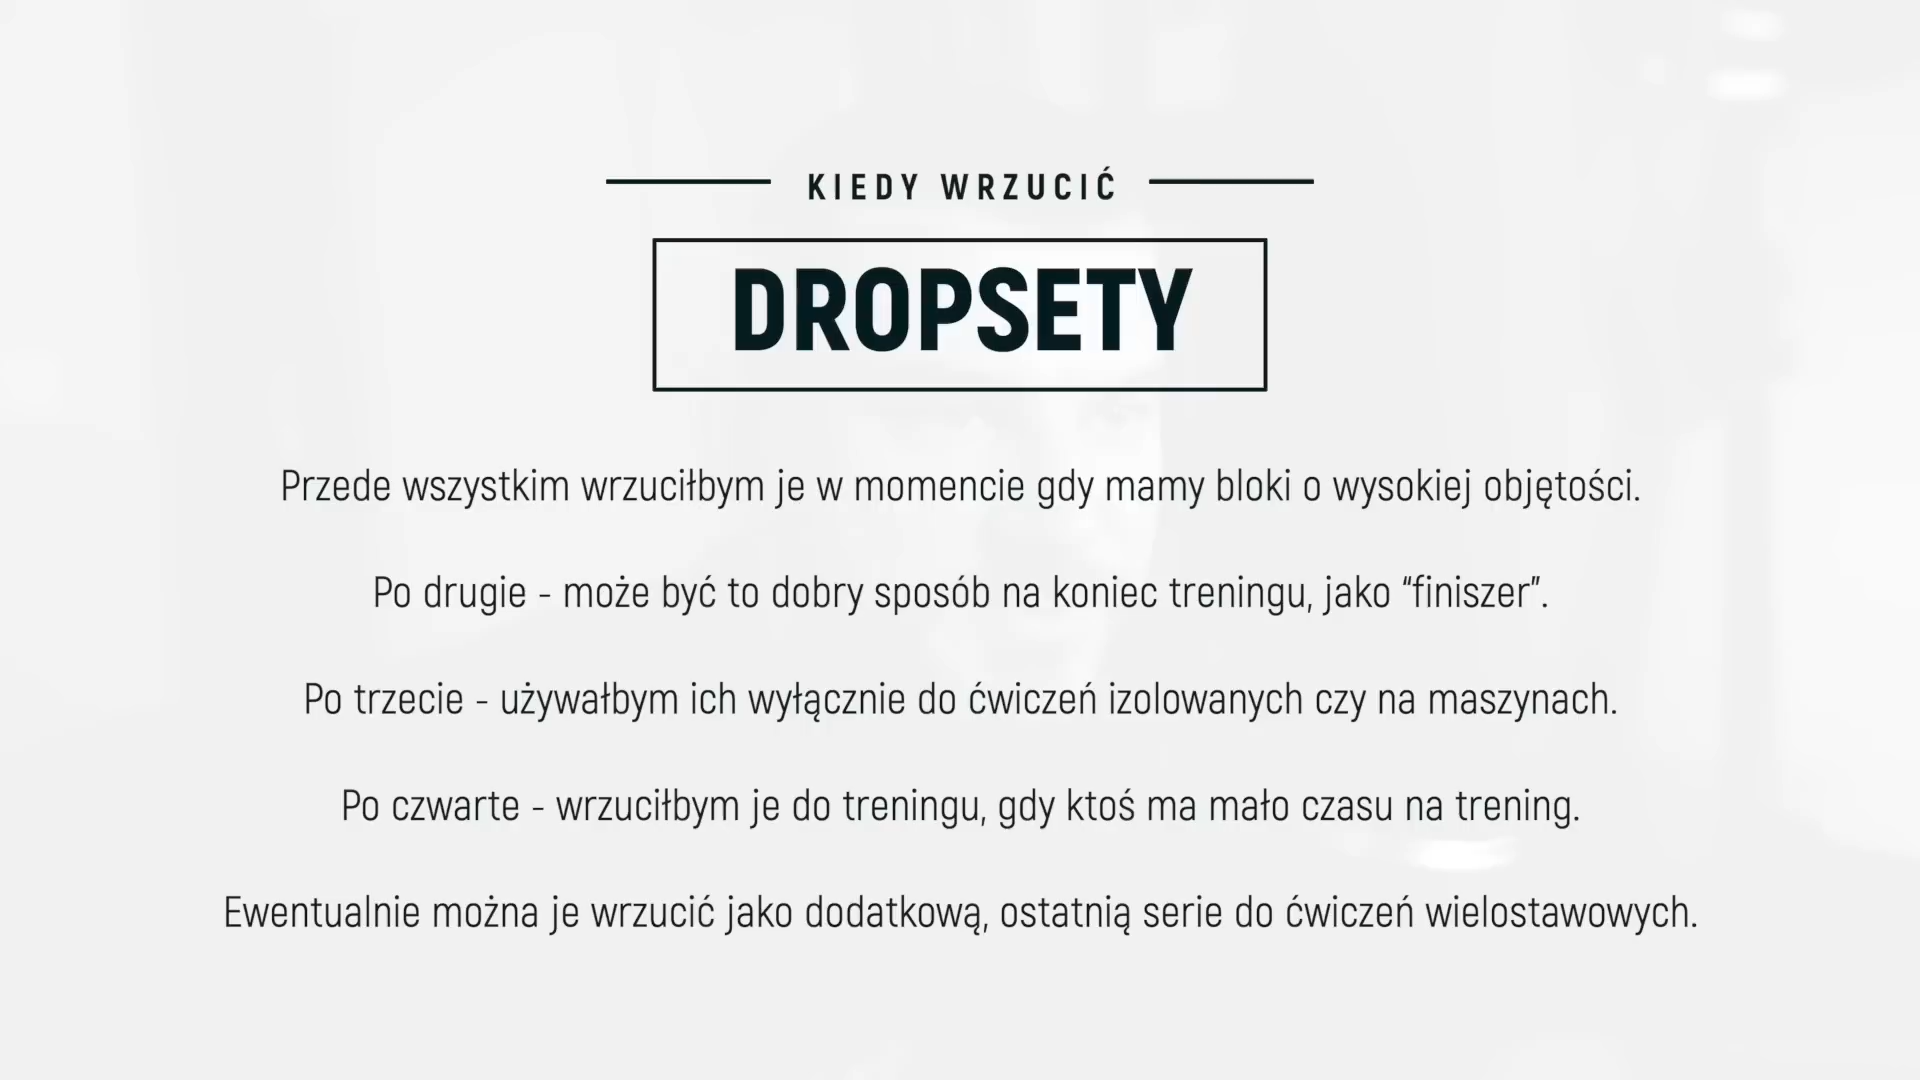 KIEDY WRZUCIĆ
DROPSETY
Przede wszystkim wrzuciłbym je w momencie gdy mamy bloki o wysokiej objętości.
Po drugie - może być to dobry sposób na koniec treningu, jako “finiszer”.
Po trzecie - używałbym ich wyłącznie do ćwiczeń izolowanych czy na maszynach.
Po czwarte - wrzuciłbym je do treningu, gdy ktoś ma mało czasu na trening.
Ewentualnie można je wrzucić jako dodatkową, ostatnią serie do ćwiczeń wielostawowych.